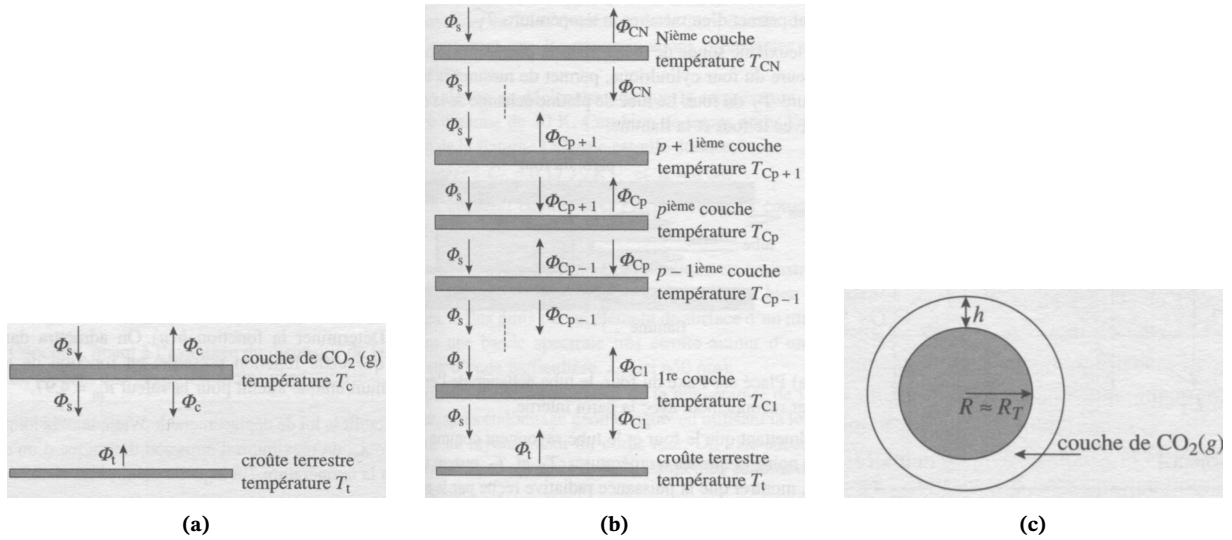 Φs
Φc
couche de CO2 (g)
température Tc
Φs
Φc
Φt
croûte terrestre
température Tt
(a)
Φs
ΦCN
Nième couche
température TCN
Φs
ΦCN
Φs
ΦCp + 1
p + 1ième couche
température TCp + 1
Φs
ΦCp + 1
ΦCp
pième couche
température TCp
Φs
ΦCp – 1
ΦCp
p – 1ième couche
température TCp – 1
Φs
ΦCp – 1
Φs
ΦC1
1re couche
température TC1
Φs
ΦC1
Φt
croûte terrestre
température Tt
(b)
h
R ≈ RT
couche de CO2(g)
(c)